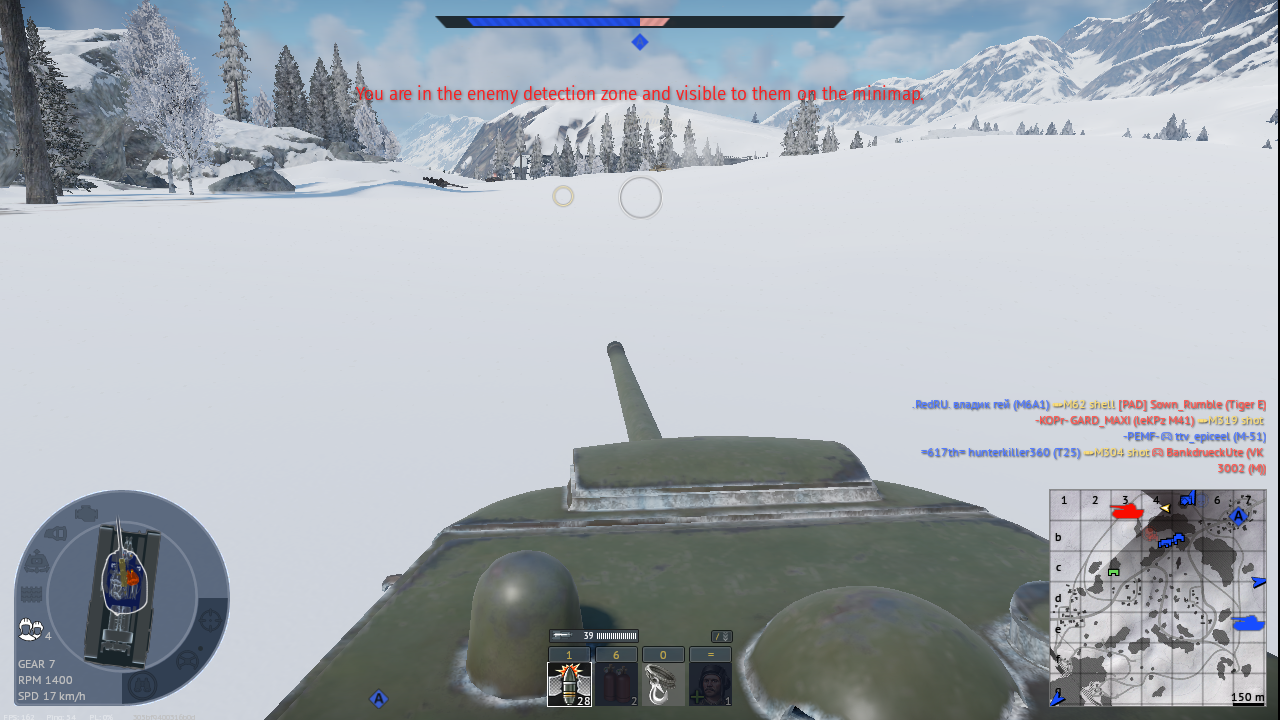 You are in the enemy detection zone and visible to them on the minimap.
.RedRU. владик гей (M6A1) M62 shell [PAD] Sown_Rumble (Tiger E)
-KOPr- GARD_MAXI (leKPz M41) M319 shot
-PEMF- ttv_epiceel (M-51)
=617th= hunterkiller360 (T25) M304 shot BankdrueckUte (VK
3002 (M))
1 2 3 4 6 7
A
b
c
d
e
f
g
150 m
4
GEAR 7
RPM 1400
SPD 17 km/h
A
39
1 6 0 =
28 2 1